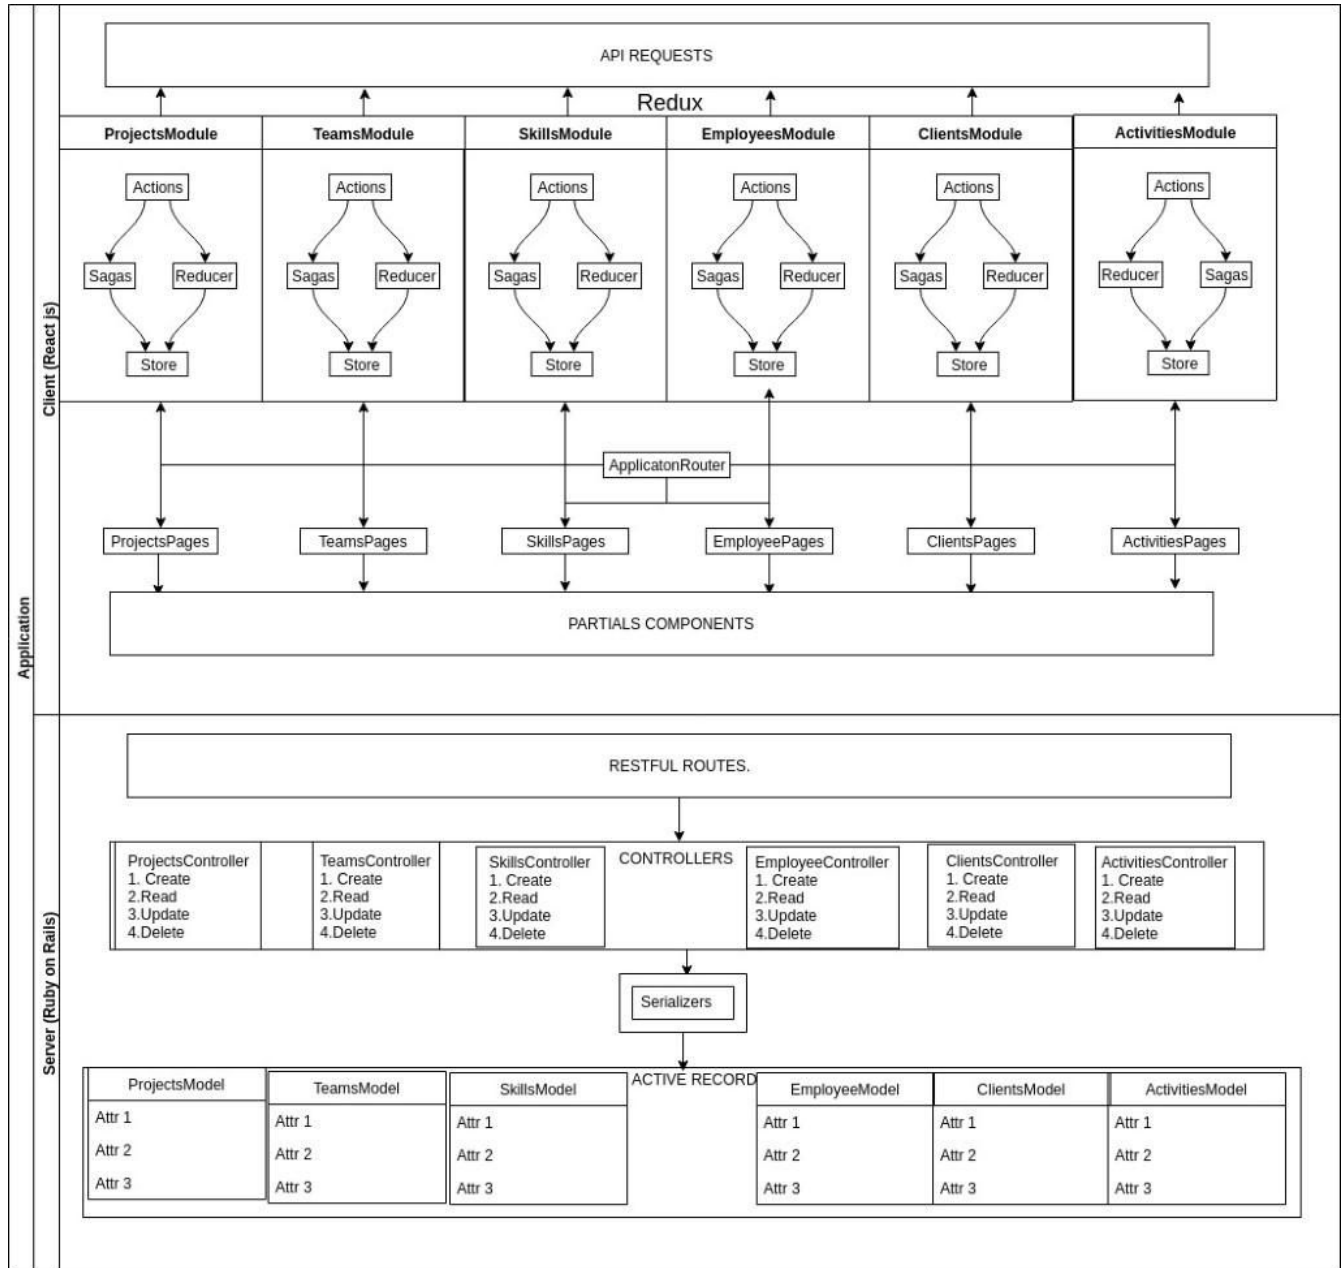 API REQUESTS
Redux
ProjectsModule TeamsModule SkillsModule EmployeesModule ClientsModule ActivitiesModule
Actions Actions Actions Actions Actions Actions
Sagas Reducer Sagas Reducer Sagas Reducer Sagas Reducer Sagas Reducer Reducer Sagas
Store Store Store Store Store Store
Client (React js)
ApplicatonRouter
ProjectsPages TeamsPages SkillsPages EmployeePages ClientsPages ActivitiesPages
PARTIALS COMPONENTS
Application
RESTFUL ROUTES.
CONTROLLERS
ProjectsController
1. Create
2.Read
3.Update
4.Delete
TeamsController
1. Create
2.Read
3.Update
4.Delete
SkillsController
1. Create
2.Read
3.Update
4.Delete
EmployeeController
1. Create
2.Read
3.Update
4.Delete
ClientsController
1. Create
2.Read
3.Update
4.Delete
ActivitiesController
1. Create
2.Read
3.Update
4.Delete
Server (Ruby on Rails)
Serializers
ACTIVE RECORD
ProjectsModel
Attr 1
Attr 2
Attr 3
TeamsModel
Attr 1
Attr 2
Attr 3
SkillsModel
Attr 1
Attr 2
Attr 3
EmployeeModel
Attr 1
Attr 2
Attr 3
ClientsModel
Attr 1
Attr 2
Attr 3
ActivitiesModel
Attr 1
Attr 2
Attr 3